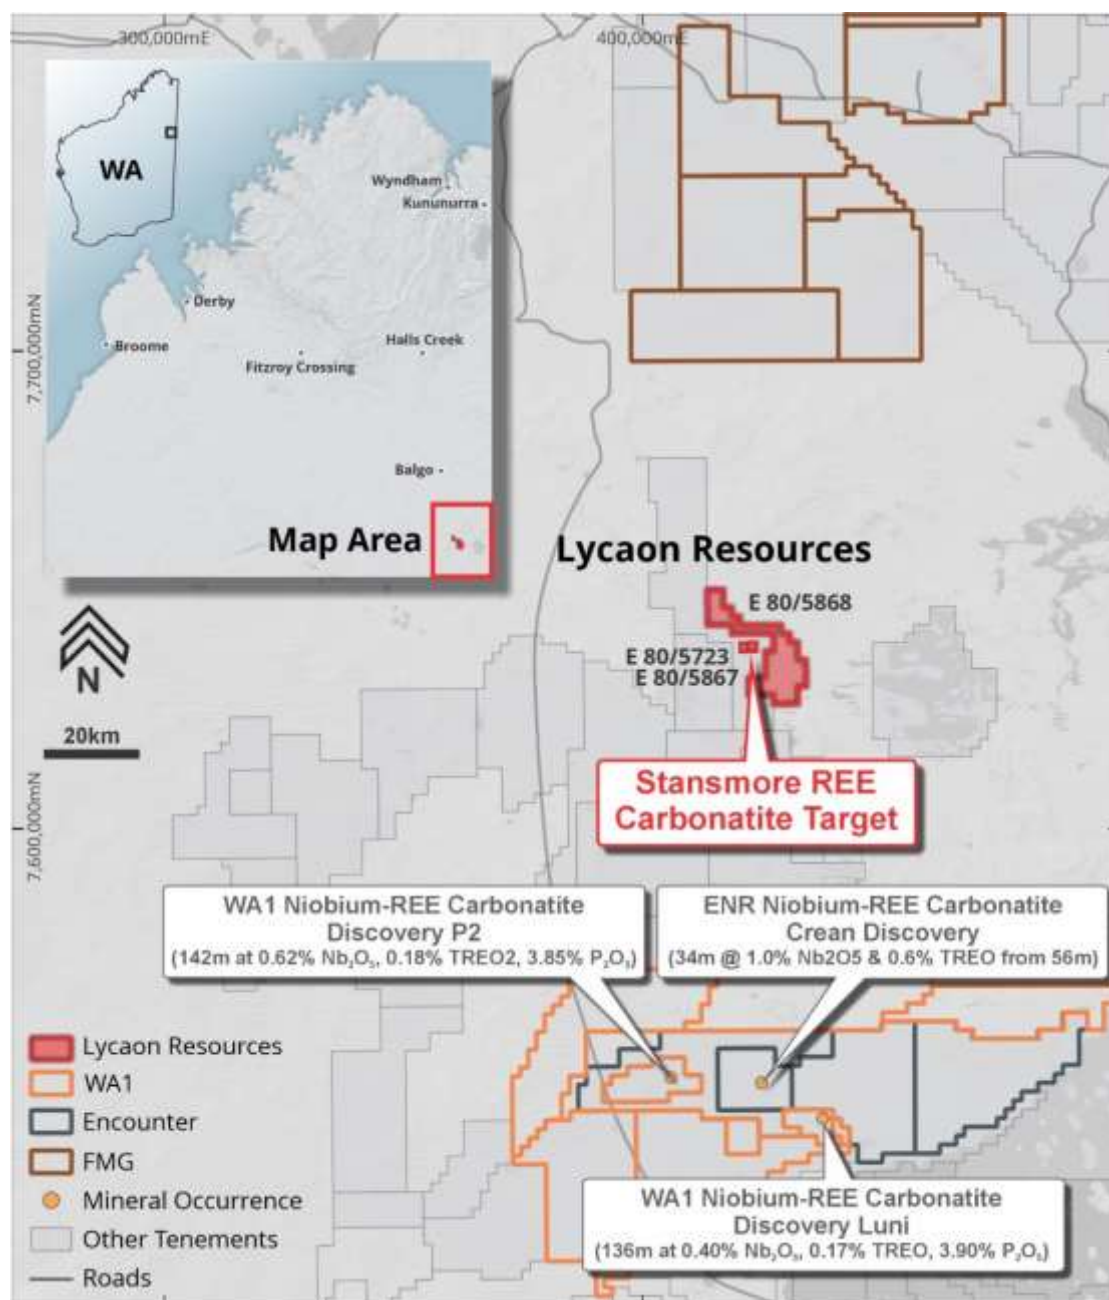 300,000mE
400,000mE
WA
Wyndham
Kununurra
Derby
Broome
Halls Creek
Fitzroy Crossing
7,700,000mN
Balgo
Map Area
Lycaon Resources
E 80/5868
E 80/5723
E 80/5867
N
20km
Stansmore REE
Carbonatite Target
7,600,000mN
WA1 Niobium-REE Carbonatite
Discovery P2
(142m at 0.62% Nb₂O₅, 0.18% TREO2, 3.85% P₂O₅)
ENR Niobium-REE Carbonatite
Crean Discovery
(34m @ 1.0% Nb2O5 & 0.6% TREO from 56m)
Lycaon Resources
WA1
Encounter
FMG
Mineral Occurrence
Other Tenements
Roads
WA1 Niobium-REE Carbonatite
Discovery Luni
(136m at 0.40% Nb₂O₅, 0.17% TREO, 3.90% P₂O₅)